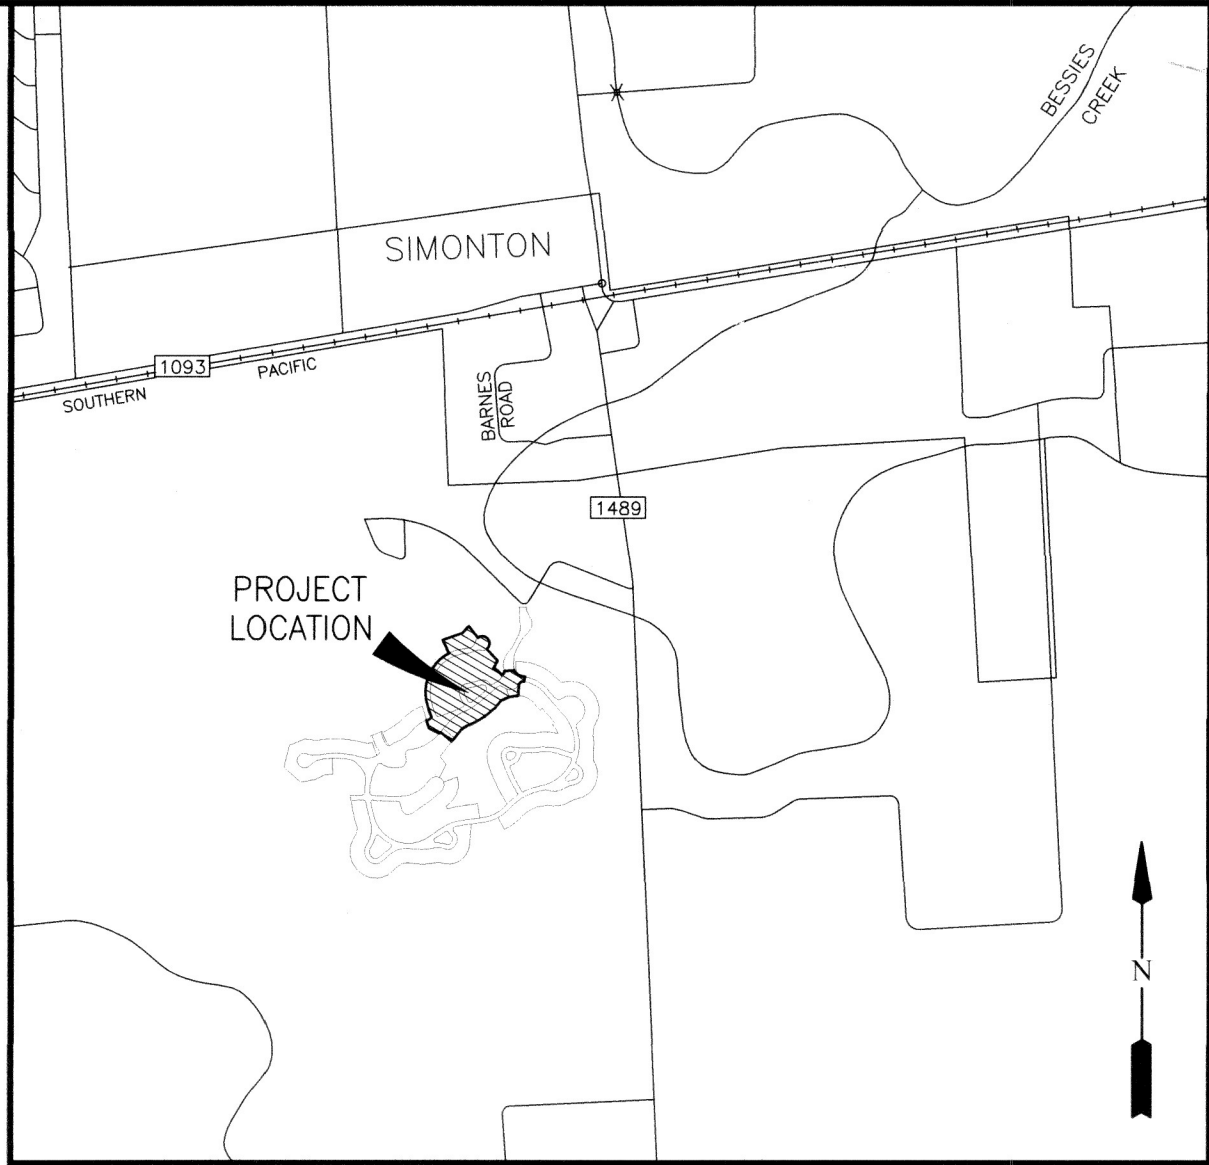 BESSIES
CREEK
SIMONTON
1093
SOUTHERN
PACIFIC
BARNES
ROAD
1489
PROJECT
LOCATION
N